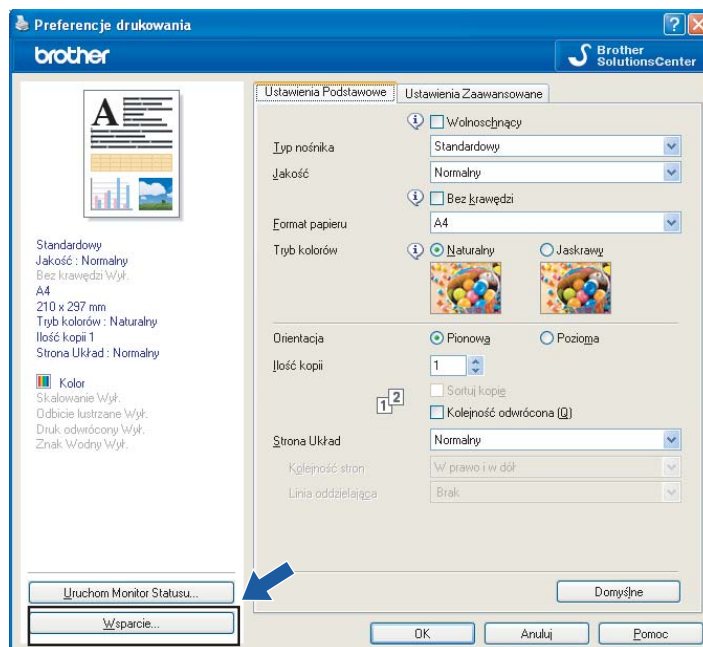 Preferencje drukowania
brother
Brother
SolutionsCenter
A
Standardowy
Jakość : Normalny
Bez krawędzi Wył.
A4
210 x 297 mm
Tryb kolorów : Naturalny
Ilość kopii 1
Strona Układ : Normalny
Kolor
Skalowanie Wył.
Odbicie lustrzane Wył.
Druk odwrócony Wył.
Znak Wodny Wył.
Uruchom Monitor Statusu...
Wsparcie...
Ustawienia Podstawowe
Ustawienia Zaawansowane
Wolnoschnący
Typ nośnika
Standardowy
Jakość
Normalny
Bez krawędzi
Format papieru
A4
Tryb kolorów
Naturalny
Jaskrawy
Orientacja
Pionowa
Pozioma
Ilość kopii
1
Sortuj kopię
12
Kolejność odwrócona (Q)
Strona Układ
Normalny
Kolejność stron
W prawo i w dół
Linia oddzielająca
Brak
Domyślne
OK
Anuluj
Pomoc